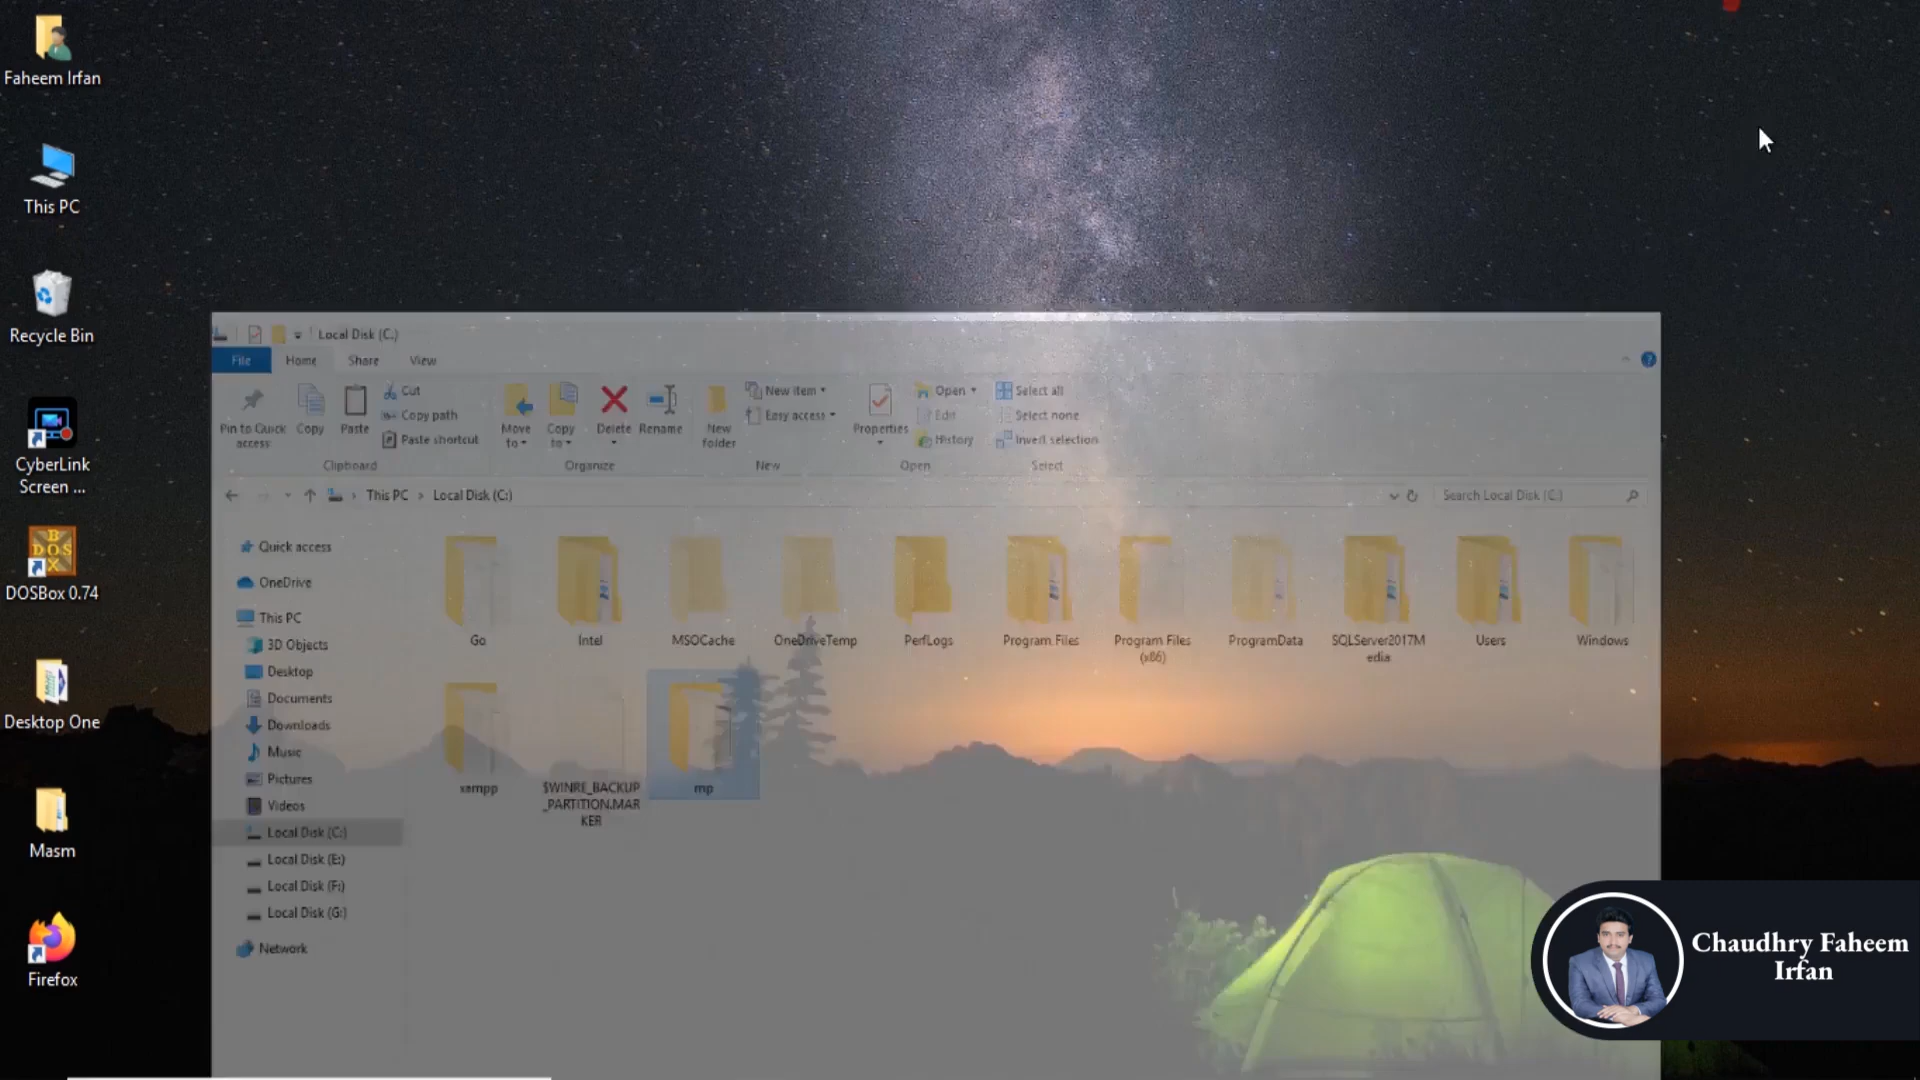 Faheem Irfan
This PC
Recycle Bin
CyberLink
Screen ...
DOSBox 0.74
Desktop One
Masm
Firefox
Local Disk (C:)
File Home Share View
Pin to Quick
access
Copy
Paste
Cut
Copy path
Paste shortcut
Clipboard
Move
to
Copy
to
Delete
Rename
Organize
New
folder
New item
Easy access
New
Properties
Open
Edit
History
Open
Select all
Select none
Invert selection
Select
This PC › Local Disk (C:)
Search Local Disk (C:)
Quick access
OneDrive
This PC
3D Objects
Desktop
Documents
Downloads
Music
Pictures
Videos
Local Disk (C:)
Local Disk (E:)
Local Disk (F:)
Local Disk (G:)
Network
Go
Intel
MSOCache
OneDriveTemp
PerfLogs
Program Files
Program Files
(x86)
ProgramData
SQLServer2017M
edia
Users
Windows
xampp
$WINRE_BACKUP
_PARTITION.MAR
KER
mp
Chaudhry Faheem
Irfan